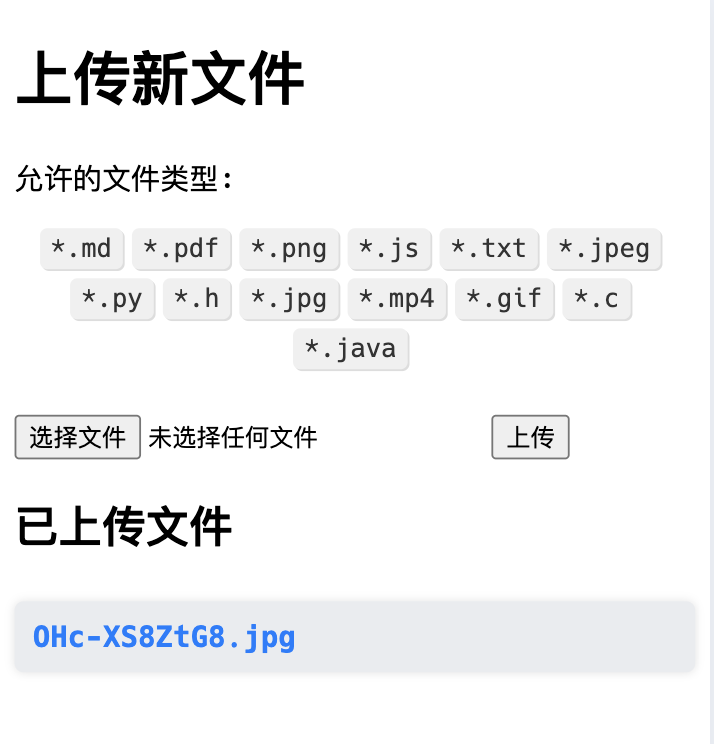 上传新文件
允许的文件类型:
*.md *.pdf *.png *.js *.txt *.jpeg
*.py *.h *.jpg *.mp4 *.gif *.c
*.java
选择文件 未选择任何文件 上传
已上传文件
OHc-XS8ZtG8.jpg